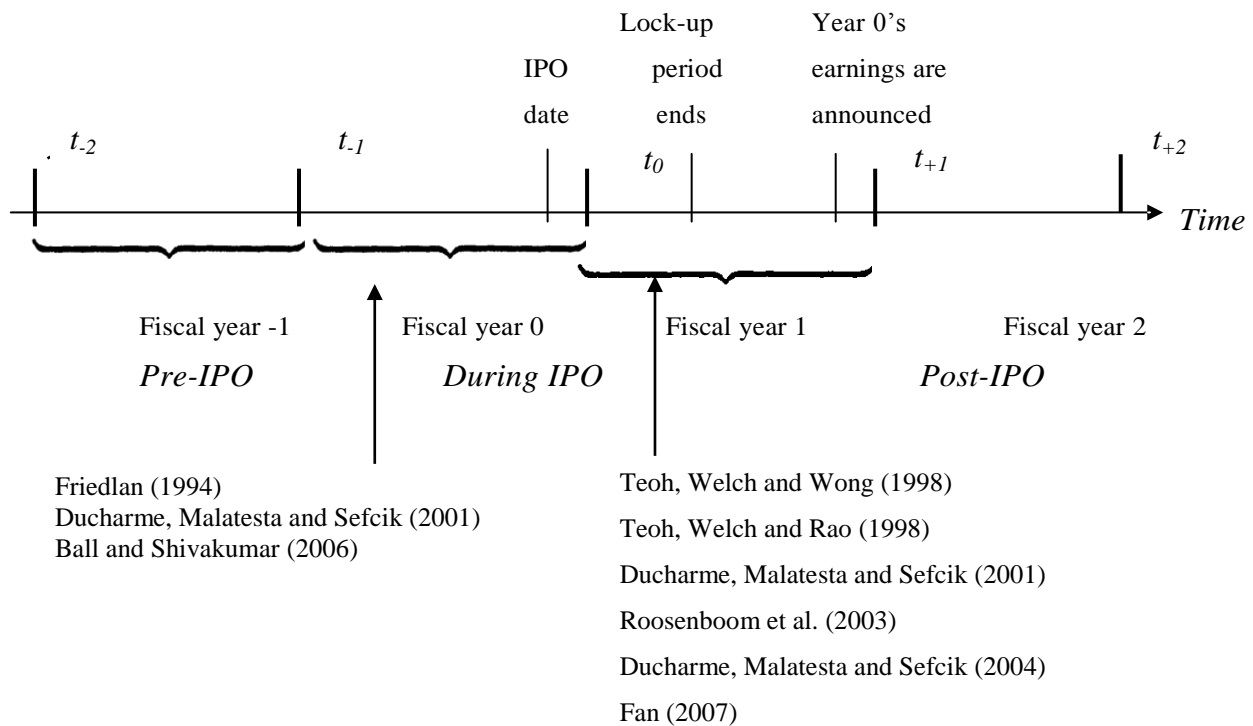 Lock-up Year 0's
IPO period earnings are
date ends announced
t-2 t-1 t0 t+1 t+2
Time
Fiscal year -1 Fiscal year 0 Fiscal year 1 Fiscal year 2
Pre-IPO During IPO Post-IPO
Friedlan (1994)
Ducharme, Malatesta and Sefcik (2001)
Ball and Shivakumar (2006)
Teoh, Welch and Wong (1998)
Teoh, Welch and Rao (1998)
Ducharme, Malatesta and Sefcik (2001)
Roosenboom et al. (2003)
Ducharme, Malatesta and Sefcik (2004)
Fan (2007)